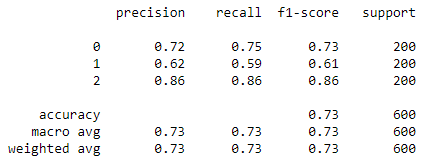 precision recall f1-score support
0 0.72 0.75 0.73 200
1 0.62 0.59 0.61 200
2 0.86 0.86 0.86 200
accuracy 0.73 600
macro avg 0.73 0.73 0.73 600
weighted avg 0.73 0.73 0.73 600